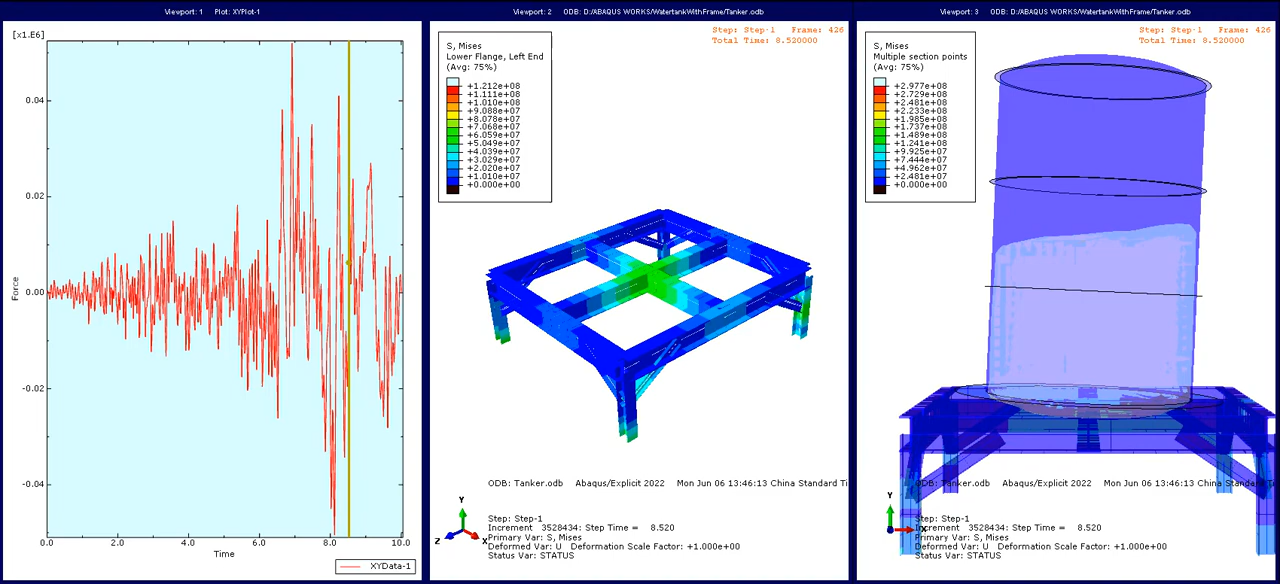 Viewport: 1 Plot: XYPlot-1
[x1.E6]
0.04
0.02
0.00
-0.02
-0.04
Force
0.0 2.0 4.0 6.0 8.0 10.0
Time
XYData-1
Viewport: 2 ODB: D:/ABAQUS WORKS/WatertankWithFrame/Tanker.odb
Step: Step-1 Frame: 426
Total Time: 8.520000
S, Mises
Lower Flange, Left End
(Avg: 75%)
+1.212e+08
+1.111e+08
+1.010e+08
+9.088e+07
+8.078e+07
+7.068e+07
+6.059e+07
+5.049e+07
+4.039e+07
+3.029e+07
+2.020e+07
+1.010e+07
+0.000e+00
ODB: Tanker.odb Abaqus/Explicit 2022 Mon Jun 06 13:46:13 China Standard Ti
Y
Z
X
Step: Step-1
Increment 3528434: Step Time = 8.520
Primary Var: S, Mises
Deformed Var: U Deformation Scale Factor: +1.000e+00
Status Var: STATUS
Viewport: 3 ODB: D:/ABAQUS WORKS/WatertankWithFrame/Tanker.odb
Step: Step-1 Frame: 426
Total Time: 8.520000
S, Mises
Multiple section points
(Avg: 75%)
+2.977e+08
+2.729e+08
+2.481e+08
+2.233e+08
+1.985e+08
+1.737e+08
+1.489e+08
+1.241e+08
+9.925e+07
+7.444e+07
+4.962e+07
+2.481e+07
+0.000e+00
ODB: Tanker.odb Abaqus/Explicit 2022 Mon Jun 06 13:46:13 China Standard T
Y
Step: Step-1
Increment 3528434: Step Time = 8.520
Primary Var: S, Mises
Deformed Var: U Deformation Scale Factor: +1.000e+00
Status Var: STATUS